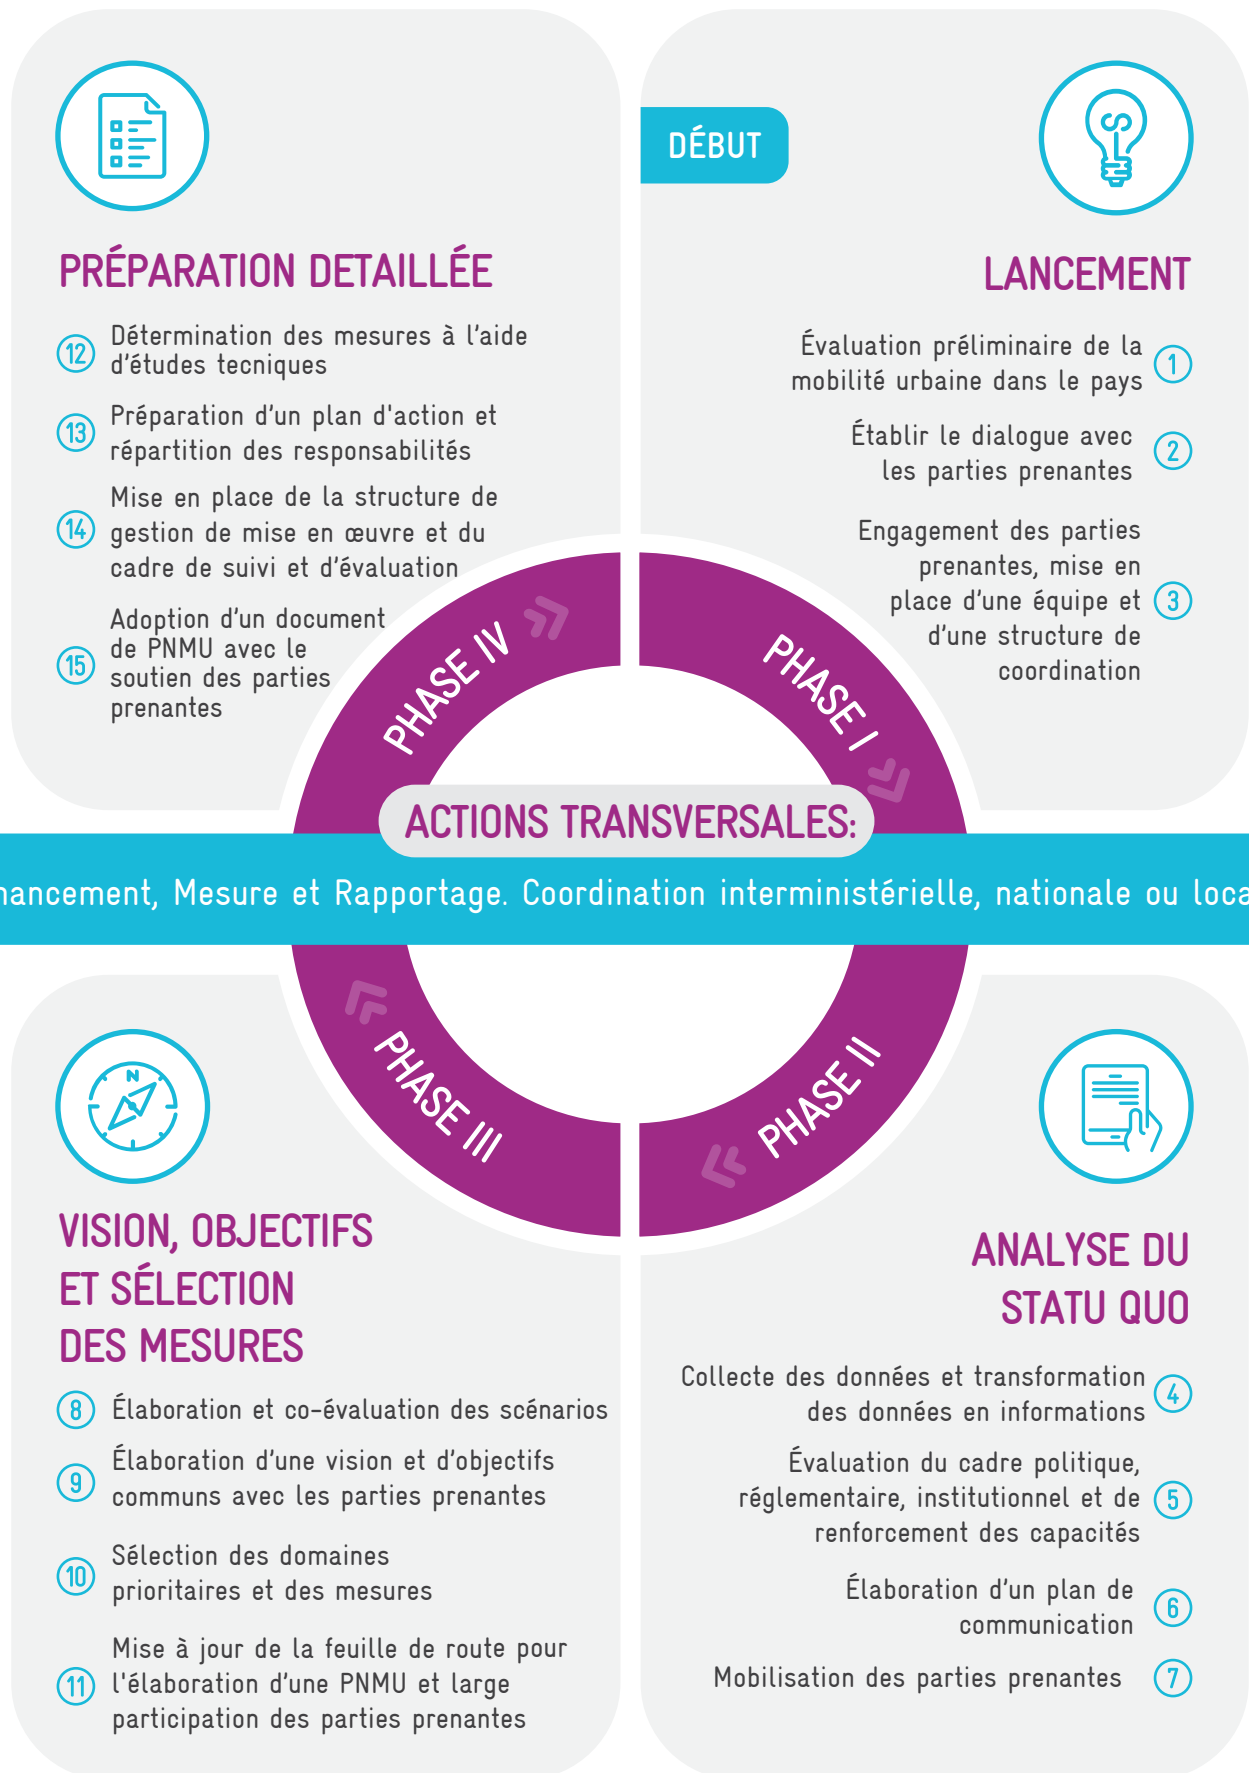 DÉBUT
LANCEMENT
Évaluation préliminaire de la
mobilité urbaine dans le pays
1
Établir le dialogue avec
les parties prenantes
2
Engagement des parties
prenantes, mise en
place d'une équipe et
d'une structure de
coordination
3
PHASE I
ANALYSE DU
STATU QUO
Collecte des données et transformation
des données en informations
4
Évaluation du cadre politique,
réglementaire, institutionnel et de
renforcement des capacités
5
Élaboration d'un plan de
communication
6
Mobilisation des parties prenantes
7
PHASE II
VISION, OBJECTIFS
ET SÉLECTION
DES MESURES
8
Élaboration et co-évaluation des scénarios
9
Élaboration d'une vision et d'objectifs
communs avec les parties prenantes
10
Sélection des domaines
prioritaires et des mesures
11
Mise à jour de la feuille de route pour
l'élaboration d'une PNMU et large
participation des parties prenantes
PHASE III
PRÉPARATION DETAILLÉE
12
Détermination des mesures à l'aide
d'études tecniques
13
Préparation d'un plan d'action et
répartition des responsabilités
14
Mise en place de la structure de
gestion de mise en œuvre et du
cadre de suivi et d'évaluation
15
Adoption d'un document
de PNMU avec le
soutien des parties
prenantes
PHASE IV
ACTIONS TRANSVERSALES:
nancement, Mesure et Rapportage. Coordination interministérielle, nationale ou loca
N